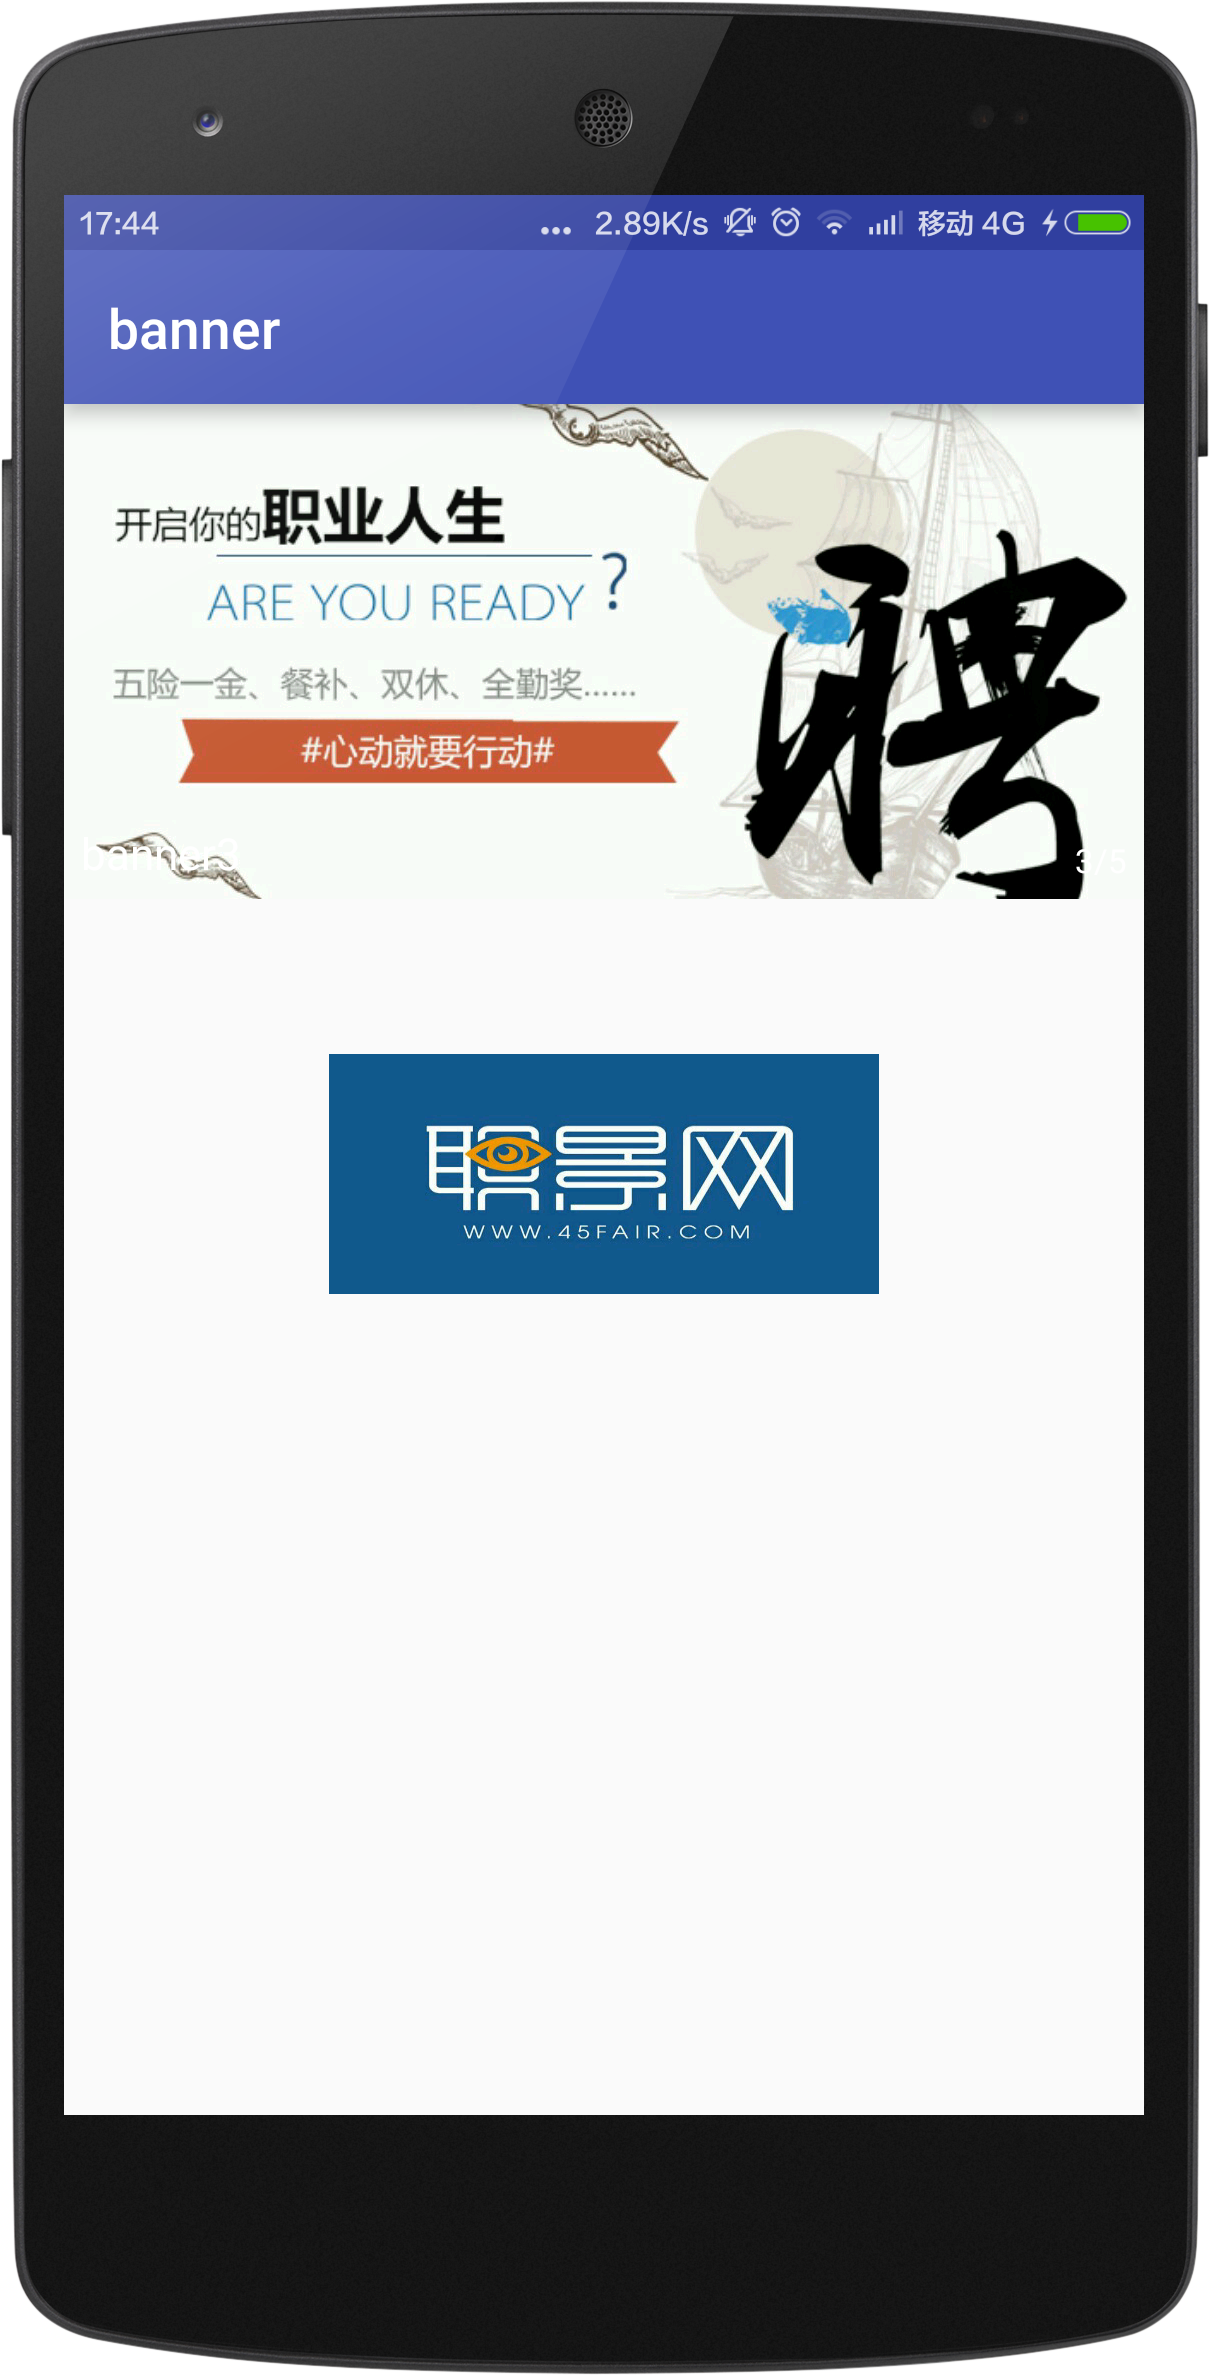 17:44 ... 2.89K/s 移动 4G
banner
开启你的职业人生
ARE YOU READY ?
五险一金、餐补、双休、全勤奖......
#心动就要行动#
聘
banner3 3/5
职景网
WWW.45FAIR.COM